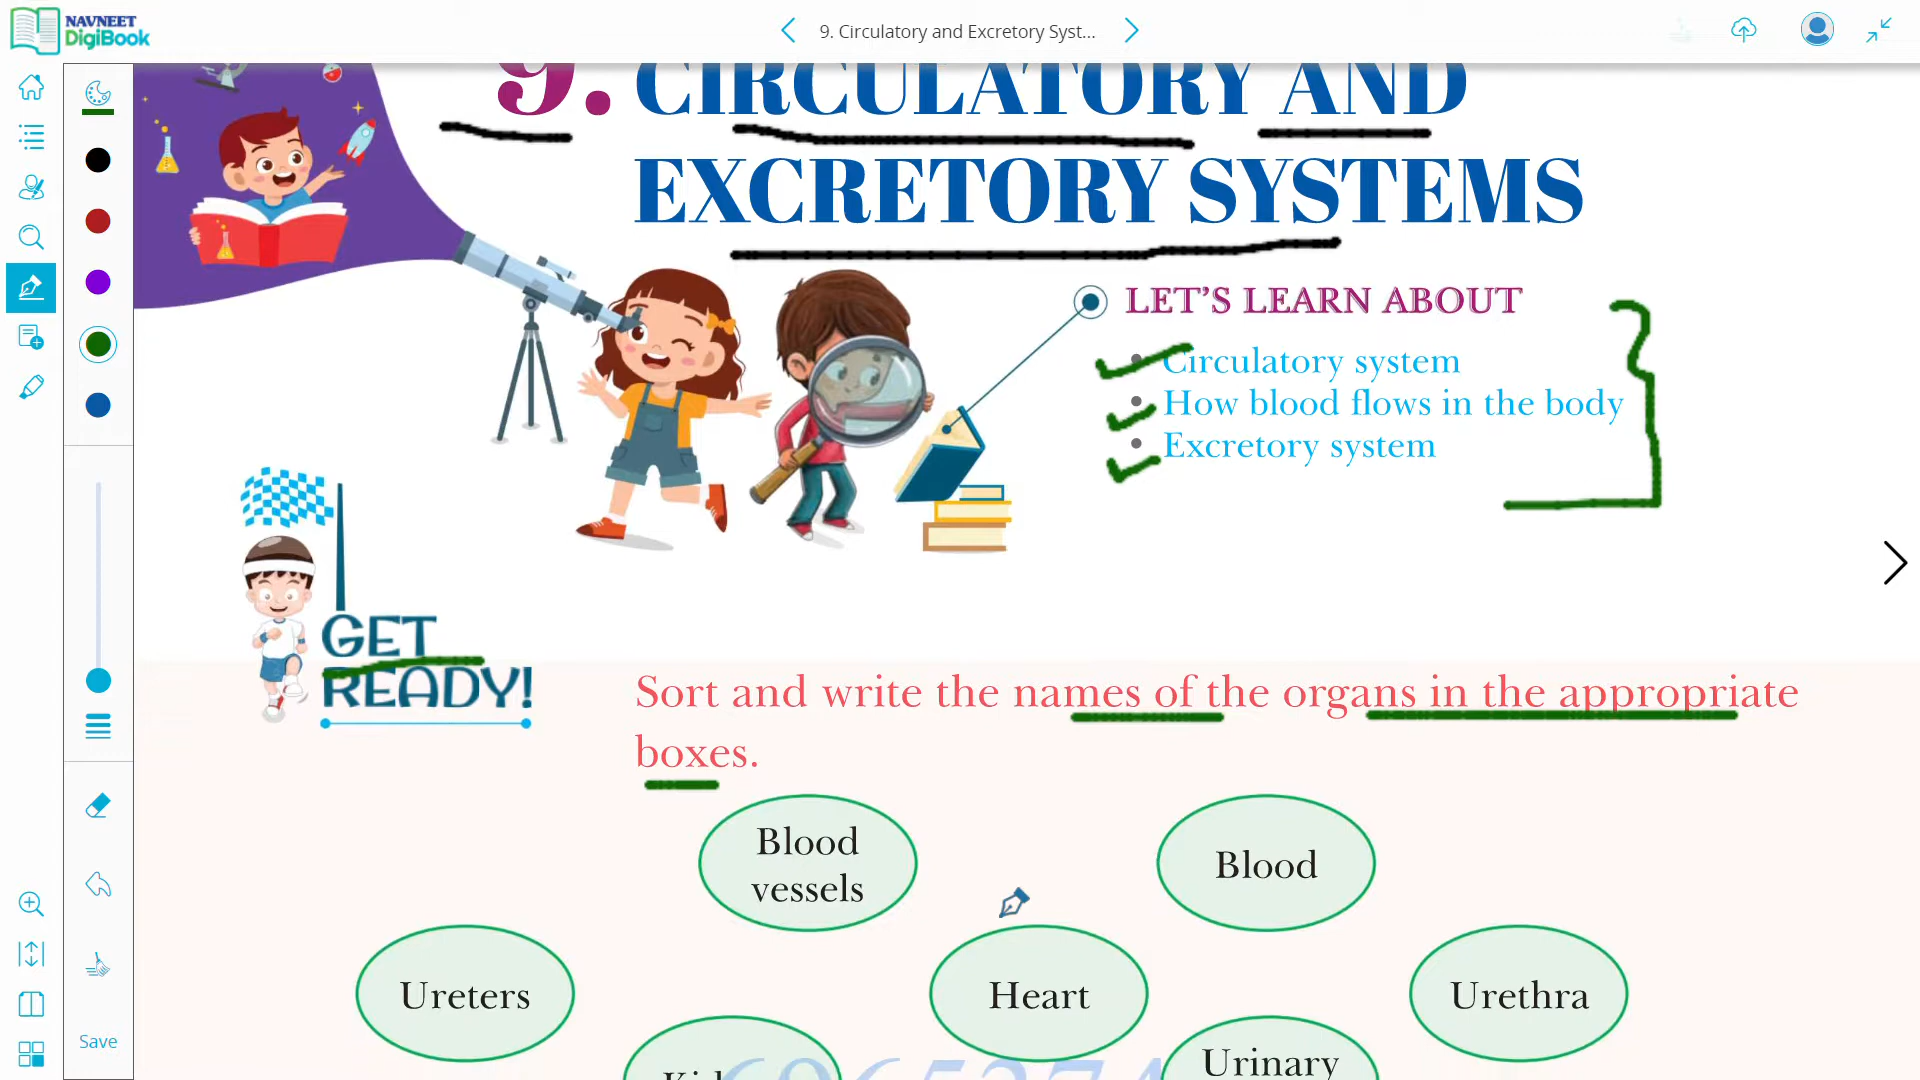 NAVNEET
DigiBook
9. Circulatory and Excretory Syst...
9. CIRCULATORY AND
EXCRETORY SYSTEMS
LET'S LEARN ABOUT
• Circulatory system
• How blood flows in the body
• Excretory system
GET
READY!
Sort and write the names of the organs in the appropriate
boxes.
Blood
vessels
Blood
Ureters
Heart
Urethra
Urinary
Save